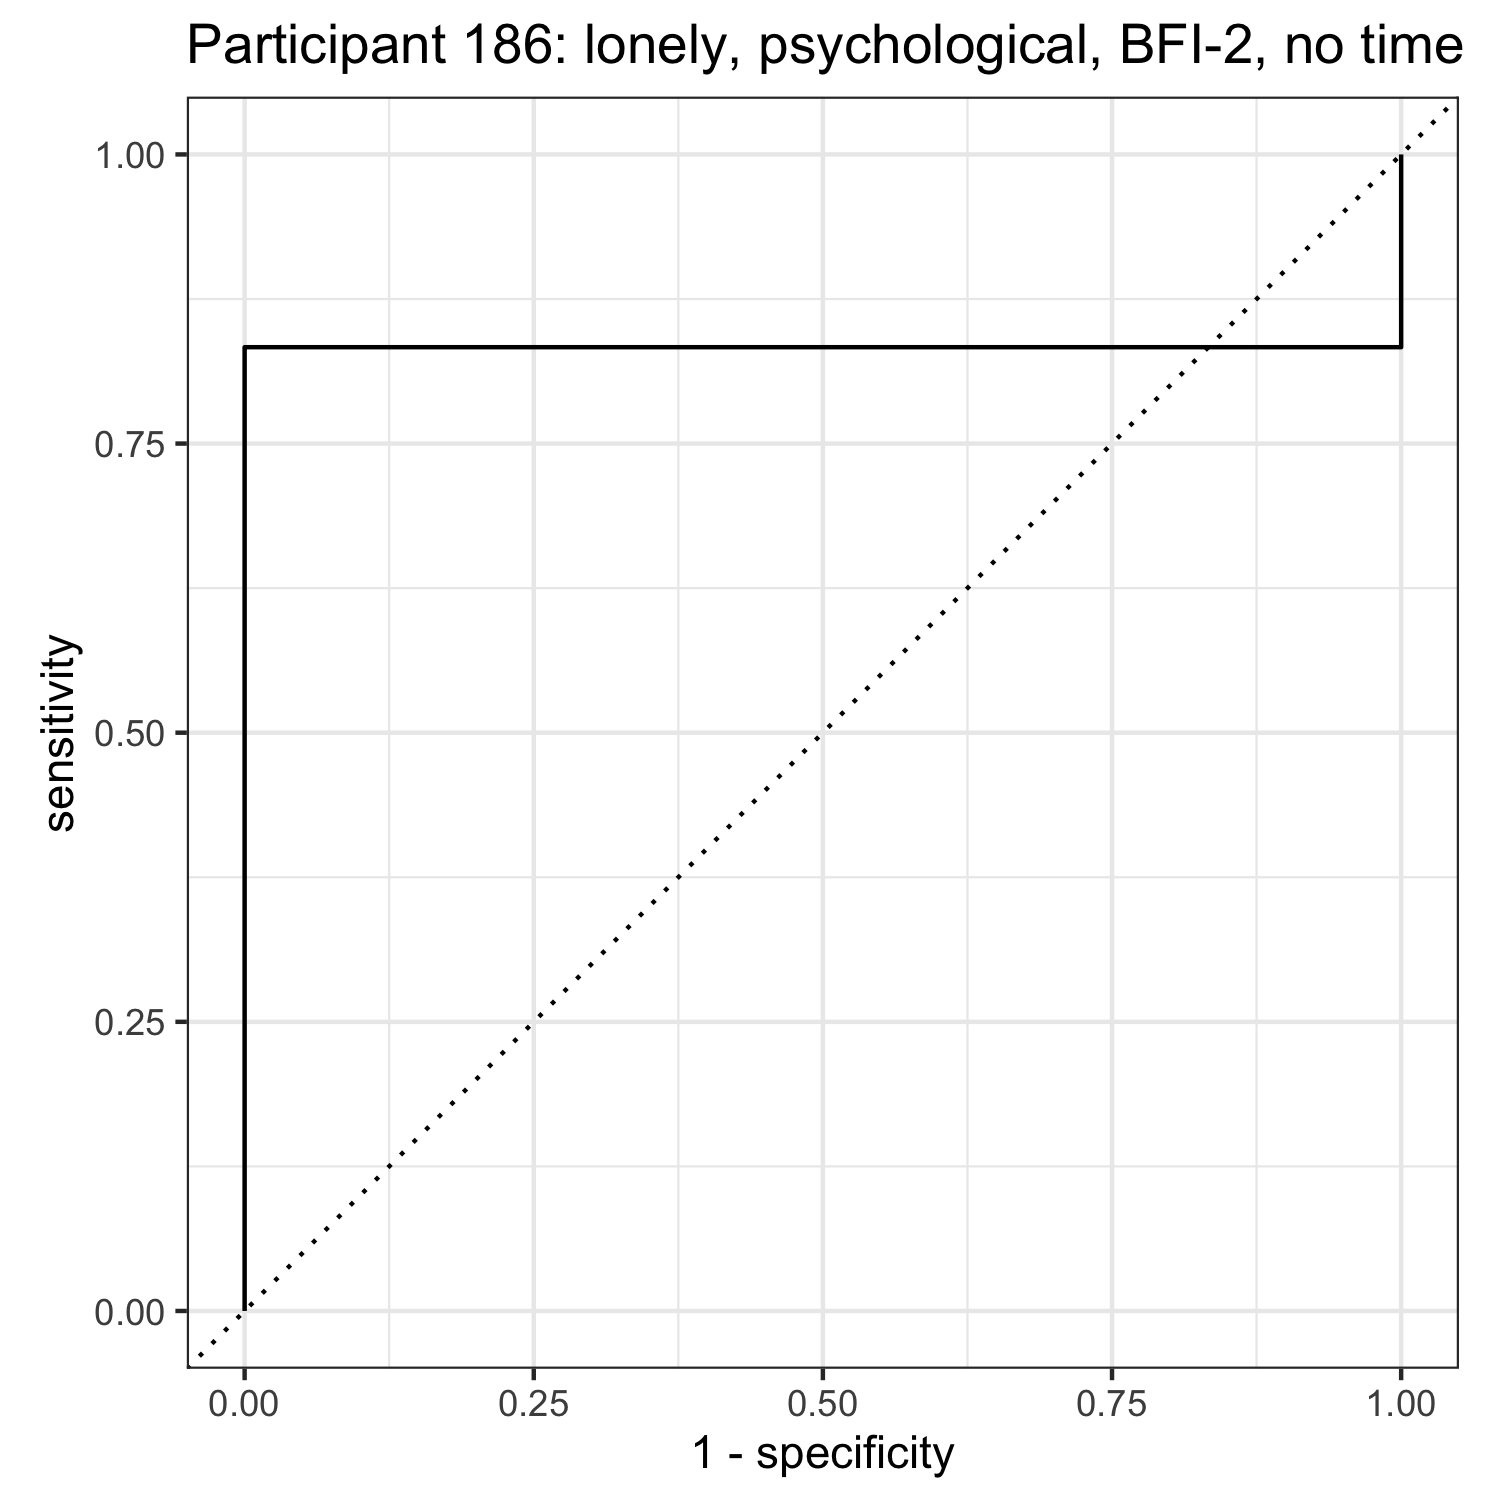 Participant 186: lonely, psychological, BFI-2, no time
sensitivity
1.00
0.75
0.50
0.25
0.00
0.00 0.25 0.50 0.75 1.00
1 - specificity